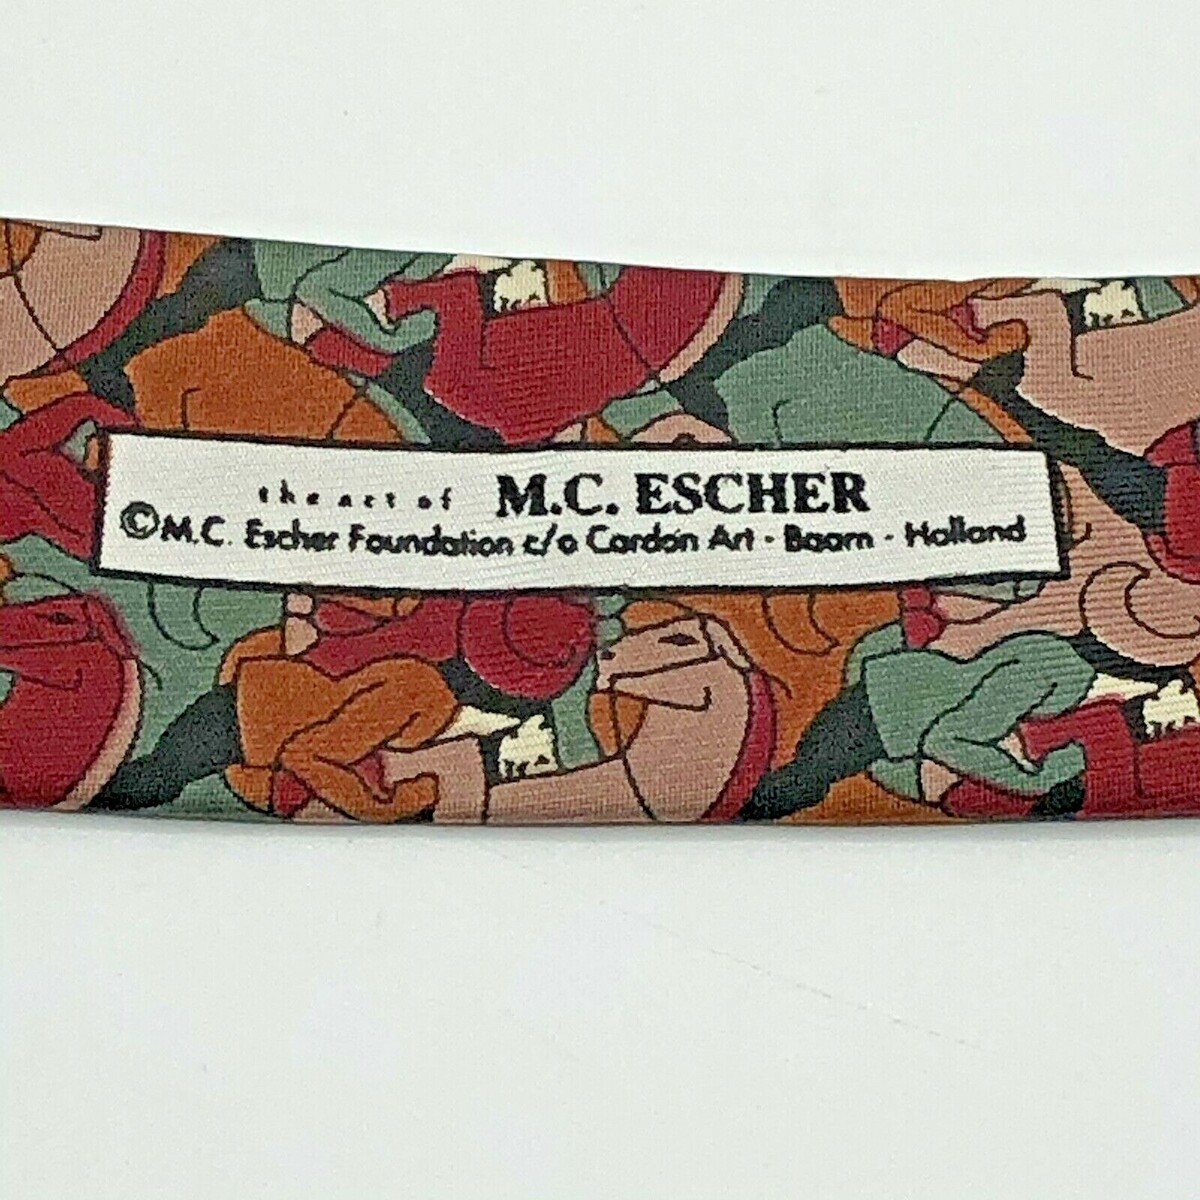 the art of M.C. ESCHER
©M.C. Escher Foundation c/o Cordon Art - Baarn - Holland